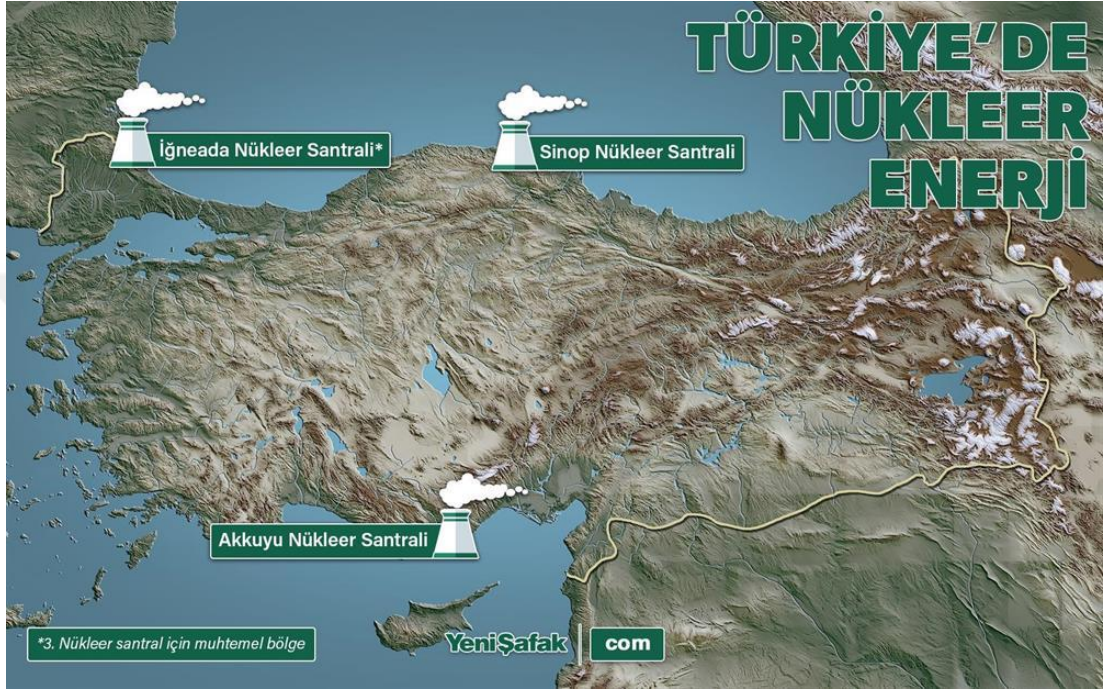 TÜRKİYE'DE
NÜKLEER
ENERJİ
İğneada Nükleer Santrali*
Sinop Nükleer Santrali
Akkuyu Nükleer Santrali
*3. Nükleer santral için muhtemel bölge
YeniŞafak com